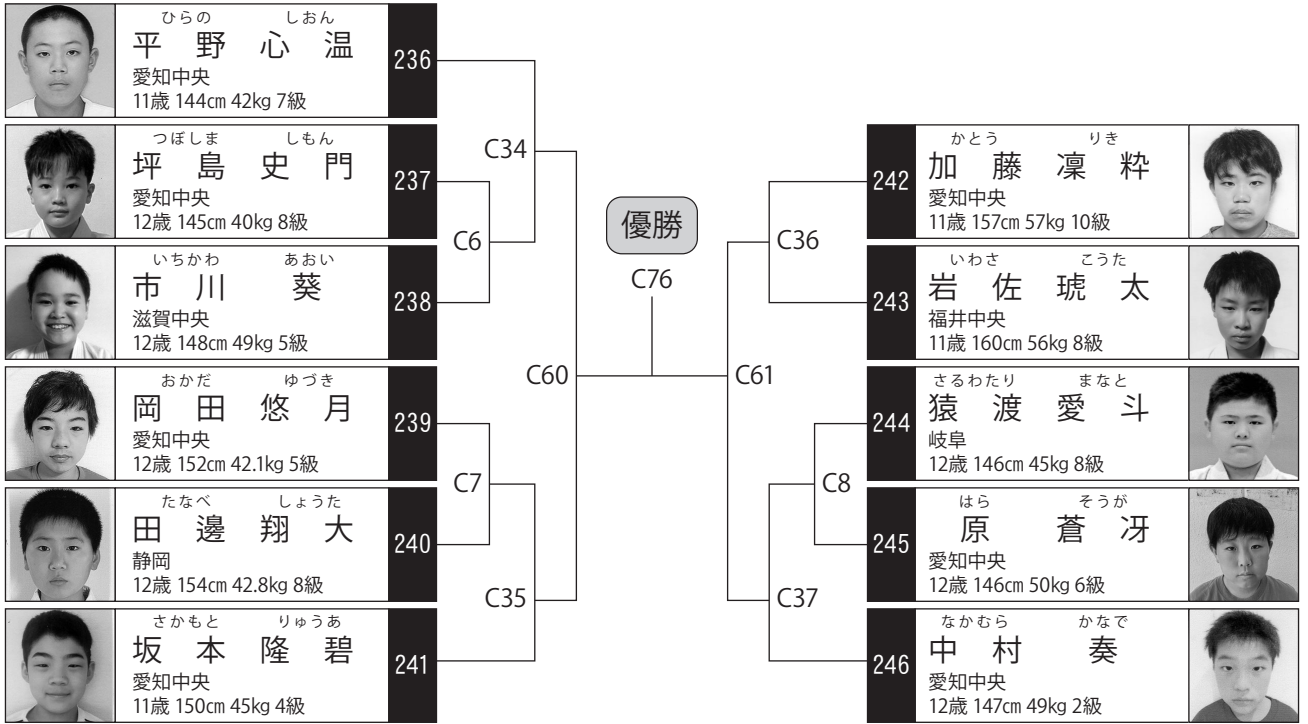 ひらの しおん
平野 心温
愛知中央
11歳 144cm 42kg 7級
236
つぼしま しもん
坪島 史門
愛知中央
12歳 145cm 40kg 8級
237
いちかわ あおい
市川 葵
滋賀中央
12歳 148cm 49kg 5級
238
おかだ ゆづき
岡田 悠月
愛知中央
12歳 152cm 42.1kg 5級
239
たなべ しょうた
田邊 翔大
静岡
12歳 154cm 42.8kg 8級
240
さかもと りゅうあ
坂本 隆碧
愛知中央
11歳 150cm 45kg 4級
241
C34
C6
C7
C35
C60
優勝
C76
C61
C36
C8
C37
242
かとう りき
加藤 凜粋
愛知中央
11歳 157cm 57kg 10級
243
いわさ こうた
岩佐 琥太
福井中央
11歳 160cm 56kg 8級
244
さるわたり まなと
猿渡 愛斗
岐阜
12歳 146cm 45kg 8級
245
はら そうが
原 蒼冴
愛知中央
12歳 146cm 50kg 6級
246
なかむら かなで
中村 奏
愛知中央
12歳 147cm 49kg 2級